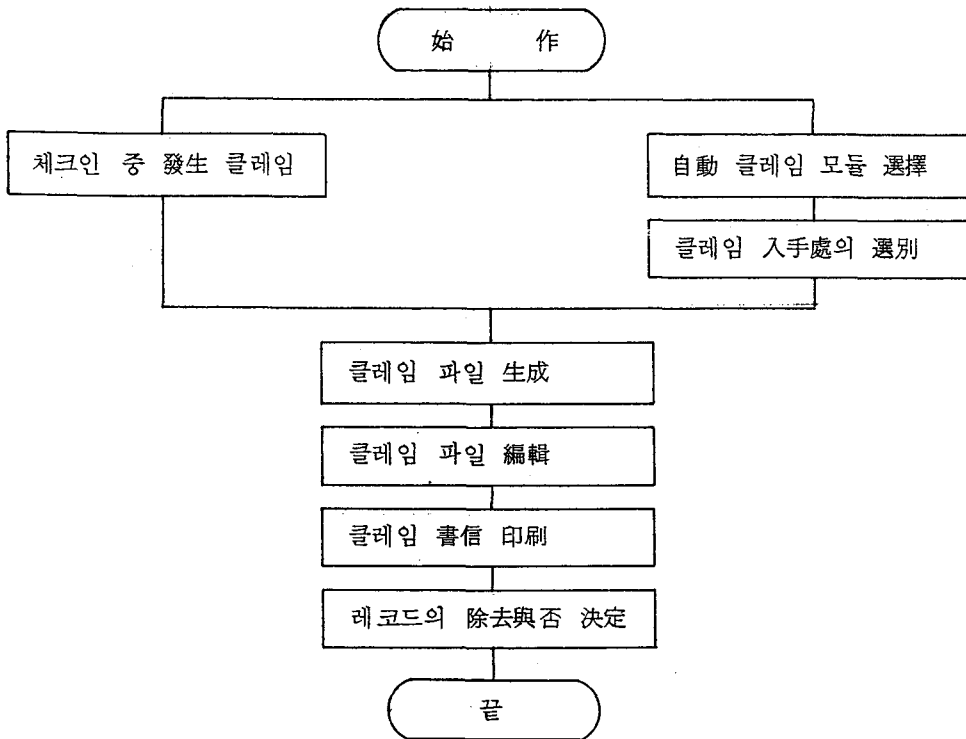 始 作
체크인 중 發生 클레임
自動 클레임 모듈 選擇
클레임 入手處의 選別
클레임 파일 生成
클레임 파일 編輯
클레임 書信 印刷
레코드의 除去與否 決定
끝